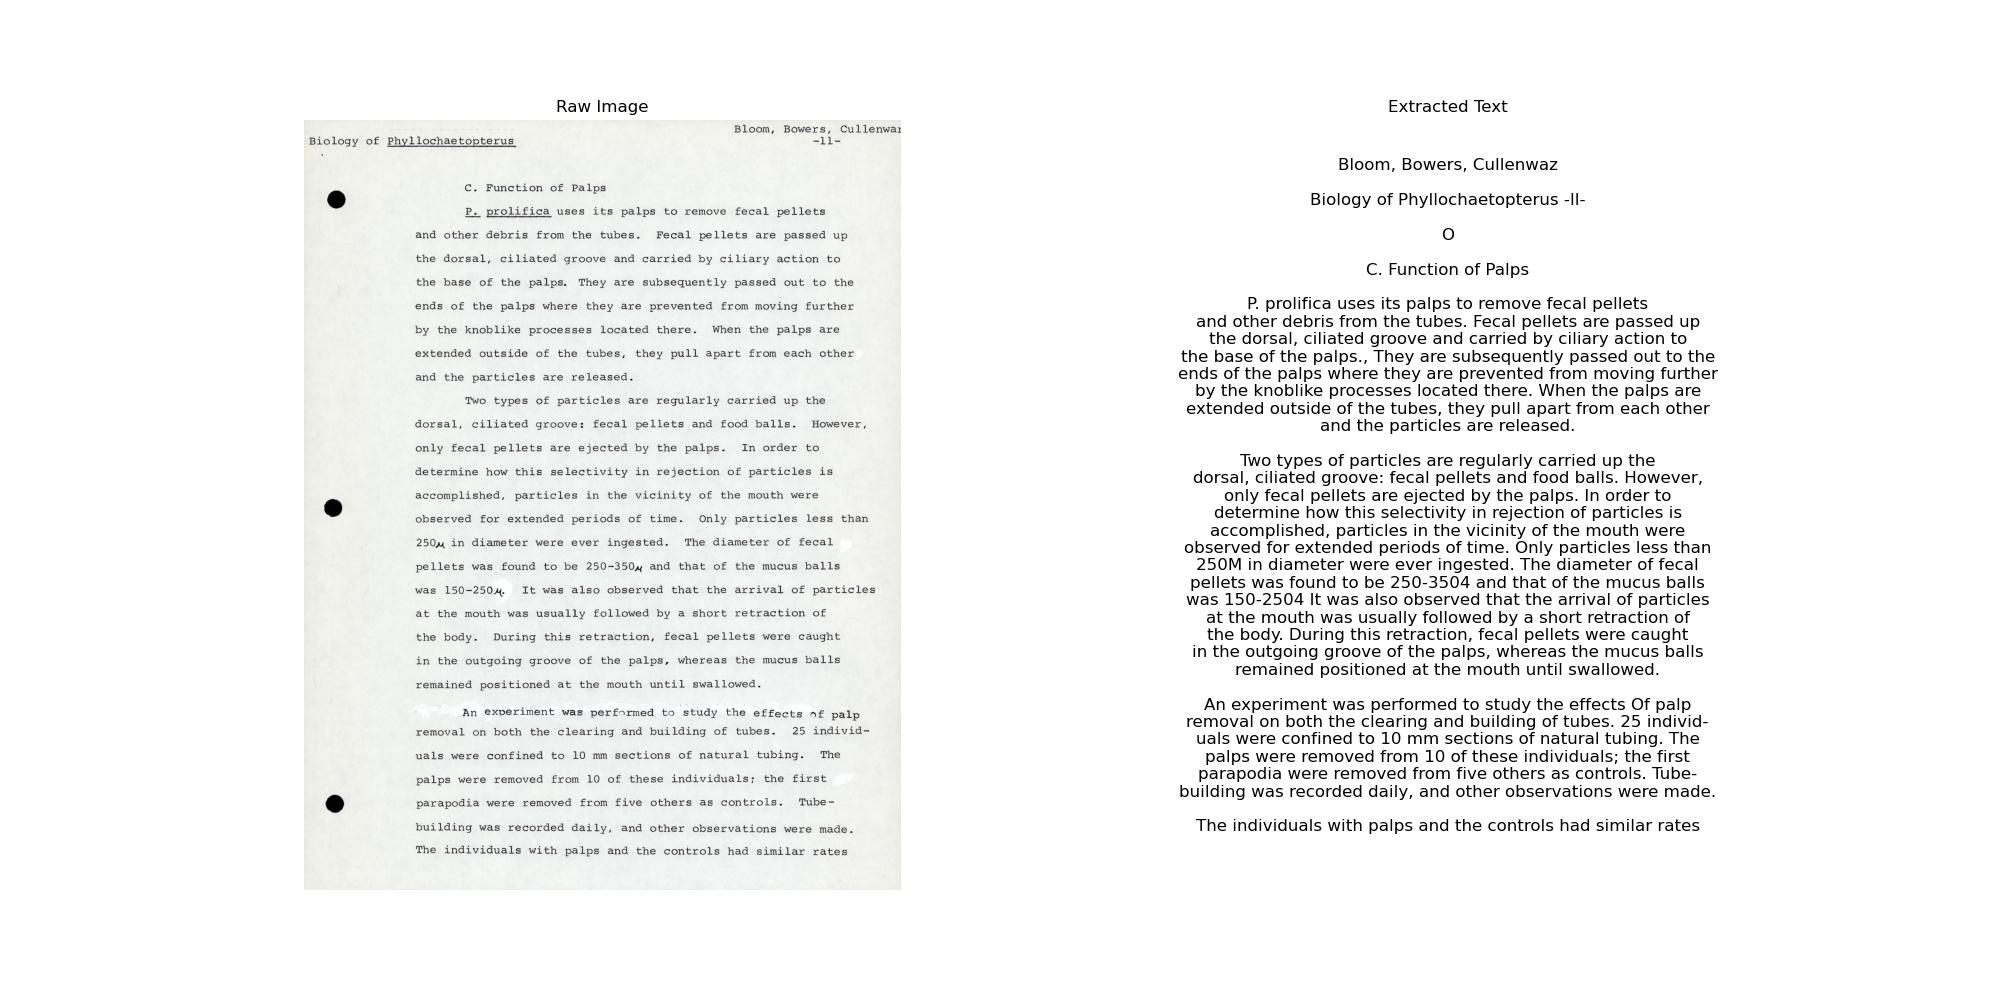 Raw Image
Bloom, Bowers, Cullenwar
Biology of Phyllochaetopterus -11-
C. Function of Palps
P. prolifica uses its palps to remove fecal pellets
and other debris from the tubes. Fecal pellets are passed up
the dorsal, ciliated groove and carried by ciliary action to
the base of the palps. They are subsequently passed out to the
ends of the palps where they are prevented from moving further
by the knoblike processes located there. When the palps are
extended outside of the tubes, they pull apart from each other
and the particles are released.
Two types of particles are regularly carried up the
dorsal, ciliated groove: fecal pellets and food balls. However,
only fecal pellets are ejected by the palps. In order to
determine how this selectivity in rejection of particles is
accomplished, particles in the vicinity of the mouth were
observed for extended periods of time. Only particles less than
250μ in diameter were ever ingested. The diameter of fecal
pellets was found to be 250-350μ and that of the mucus balls
was 150-250μ. It was also observed that the arrival of particles
at the mouth was usually followed by a short retraction of
the body. During this retraction, fecal pellets were caught
in the outgoing groove of the palps, whereas the mucus balls
remained positioned at the mouth until swallowed.
An experiment was performed to study the effects of palp
removal on both the clearing and building of tubes. 25 individ-
uals were confined to 10 mm sections of natural tubing. The
palps were removed from 10 of these individuals; the first
parapodia were removed from five others as controls. Tube-
building was recorded daily, and other observations were made.
The individuals with palps and the controls had similar rates
Extracted Text
Bloom, Bowers, Cullenwaz
Biology of Phyllochaetopterus -II-
O
C. Function of Palps
P. prolifica uses its palps to remove fecal pellets
and other debris from the tubes. Fecal pellets are passed up
the dorsal, ciliated groove and carried by ciliary action to
the base of the palps., They are subsequently passed out to the
ends of the palps where they are prevented from moving further
by the knoblike processes located there. When the palps are
extended outside of the tubes, they pull apart from each other
and the particles are released.
Two types of particles are regularly carried up the
dorsal, ciliated groove: fecal pellets and food balls. However,
only fecal pellets are ejected by the palps. In order to
determine how this selectivity in rejection of particles is
accomplished, particles in the vicinity of the mouth were
observed for extended periods of time. Only particles less than
250M in diameter were ever ingested. The diameter of fecal
pellets was found to be 250-3504 and that of the mucus balls
was 150-2504 It was also observed that the arrival of particles
at the mouth was usually followed by a short retraction of
the body. During this retraction, fecal pellets were caught
in the outgoing groove of the palps, whereas the mucus balls
remained positioned at the mouth until swallowed.
An experiment was performed to study the effects Of palp
removal on both the clearing and building of tubes. 25 individ-
uals were confined to 10 mm sections of natural tubing. The
palps were removed from 10 of these individuals; the first
parapodia were removed from five others as controls. Tube-
building was recorded daily, and other observations were made.
The individuals with palps and the controls had similar rates